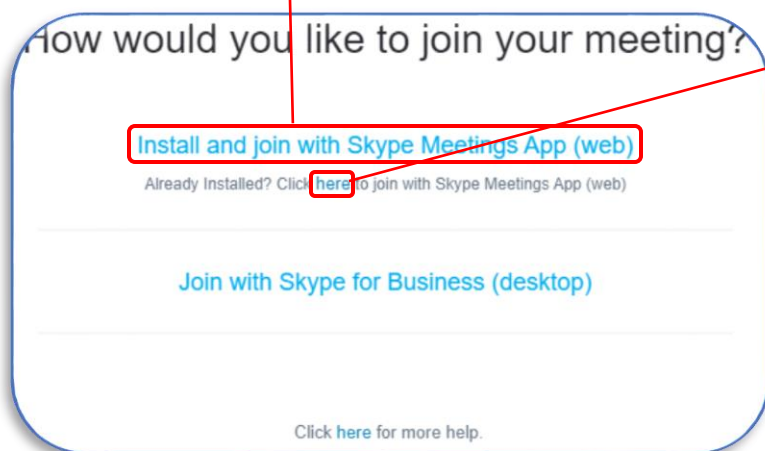 How would you like to join your meeting?
Install and join with Skype Meetings App (web)
Already Installed? Click here to join with Skype Meetings App (web)
Join with Skype for Business (desktop)
Click here for more help.